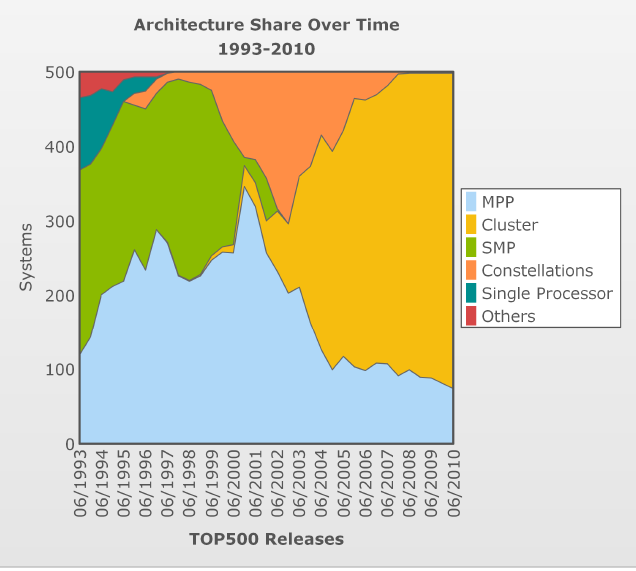 Architecture Share Over Time
1993-2010
500
400
300
200
100
0
Systems
MPP
Cluster
SMP
Constellations
Single Processor
Others
06/1993
06/1994
06/1995
06/1996
06/1997
06/1998
06/1999
06/2000
06/2001
06/2002
06/2003
06/2004
06/2005
06/2006
06/2007
06/2008
06/2009
06/2010
TOP500 Releases